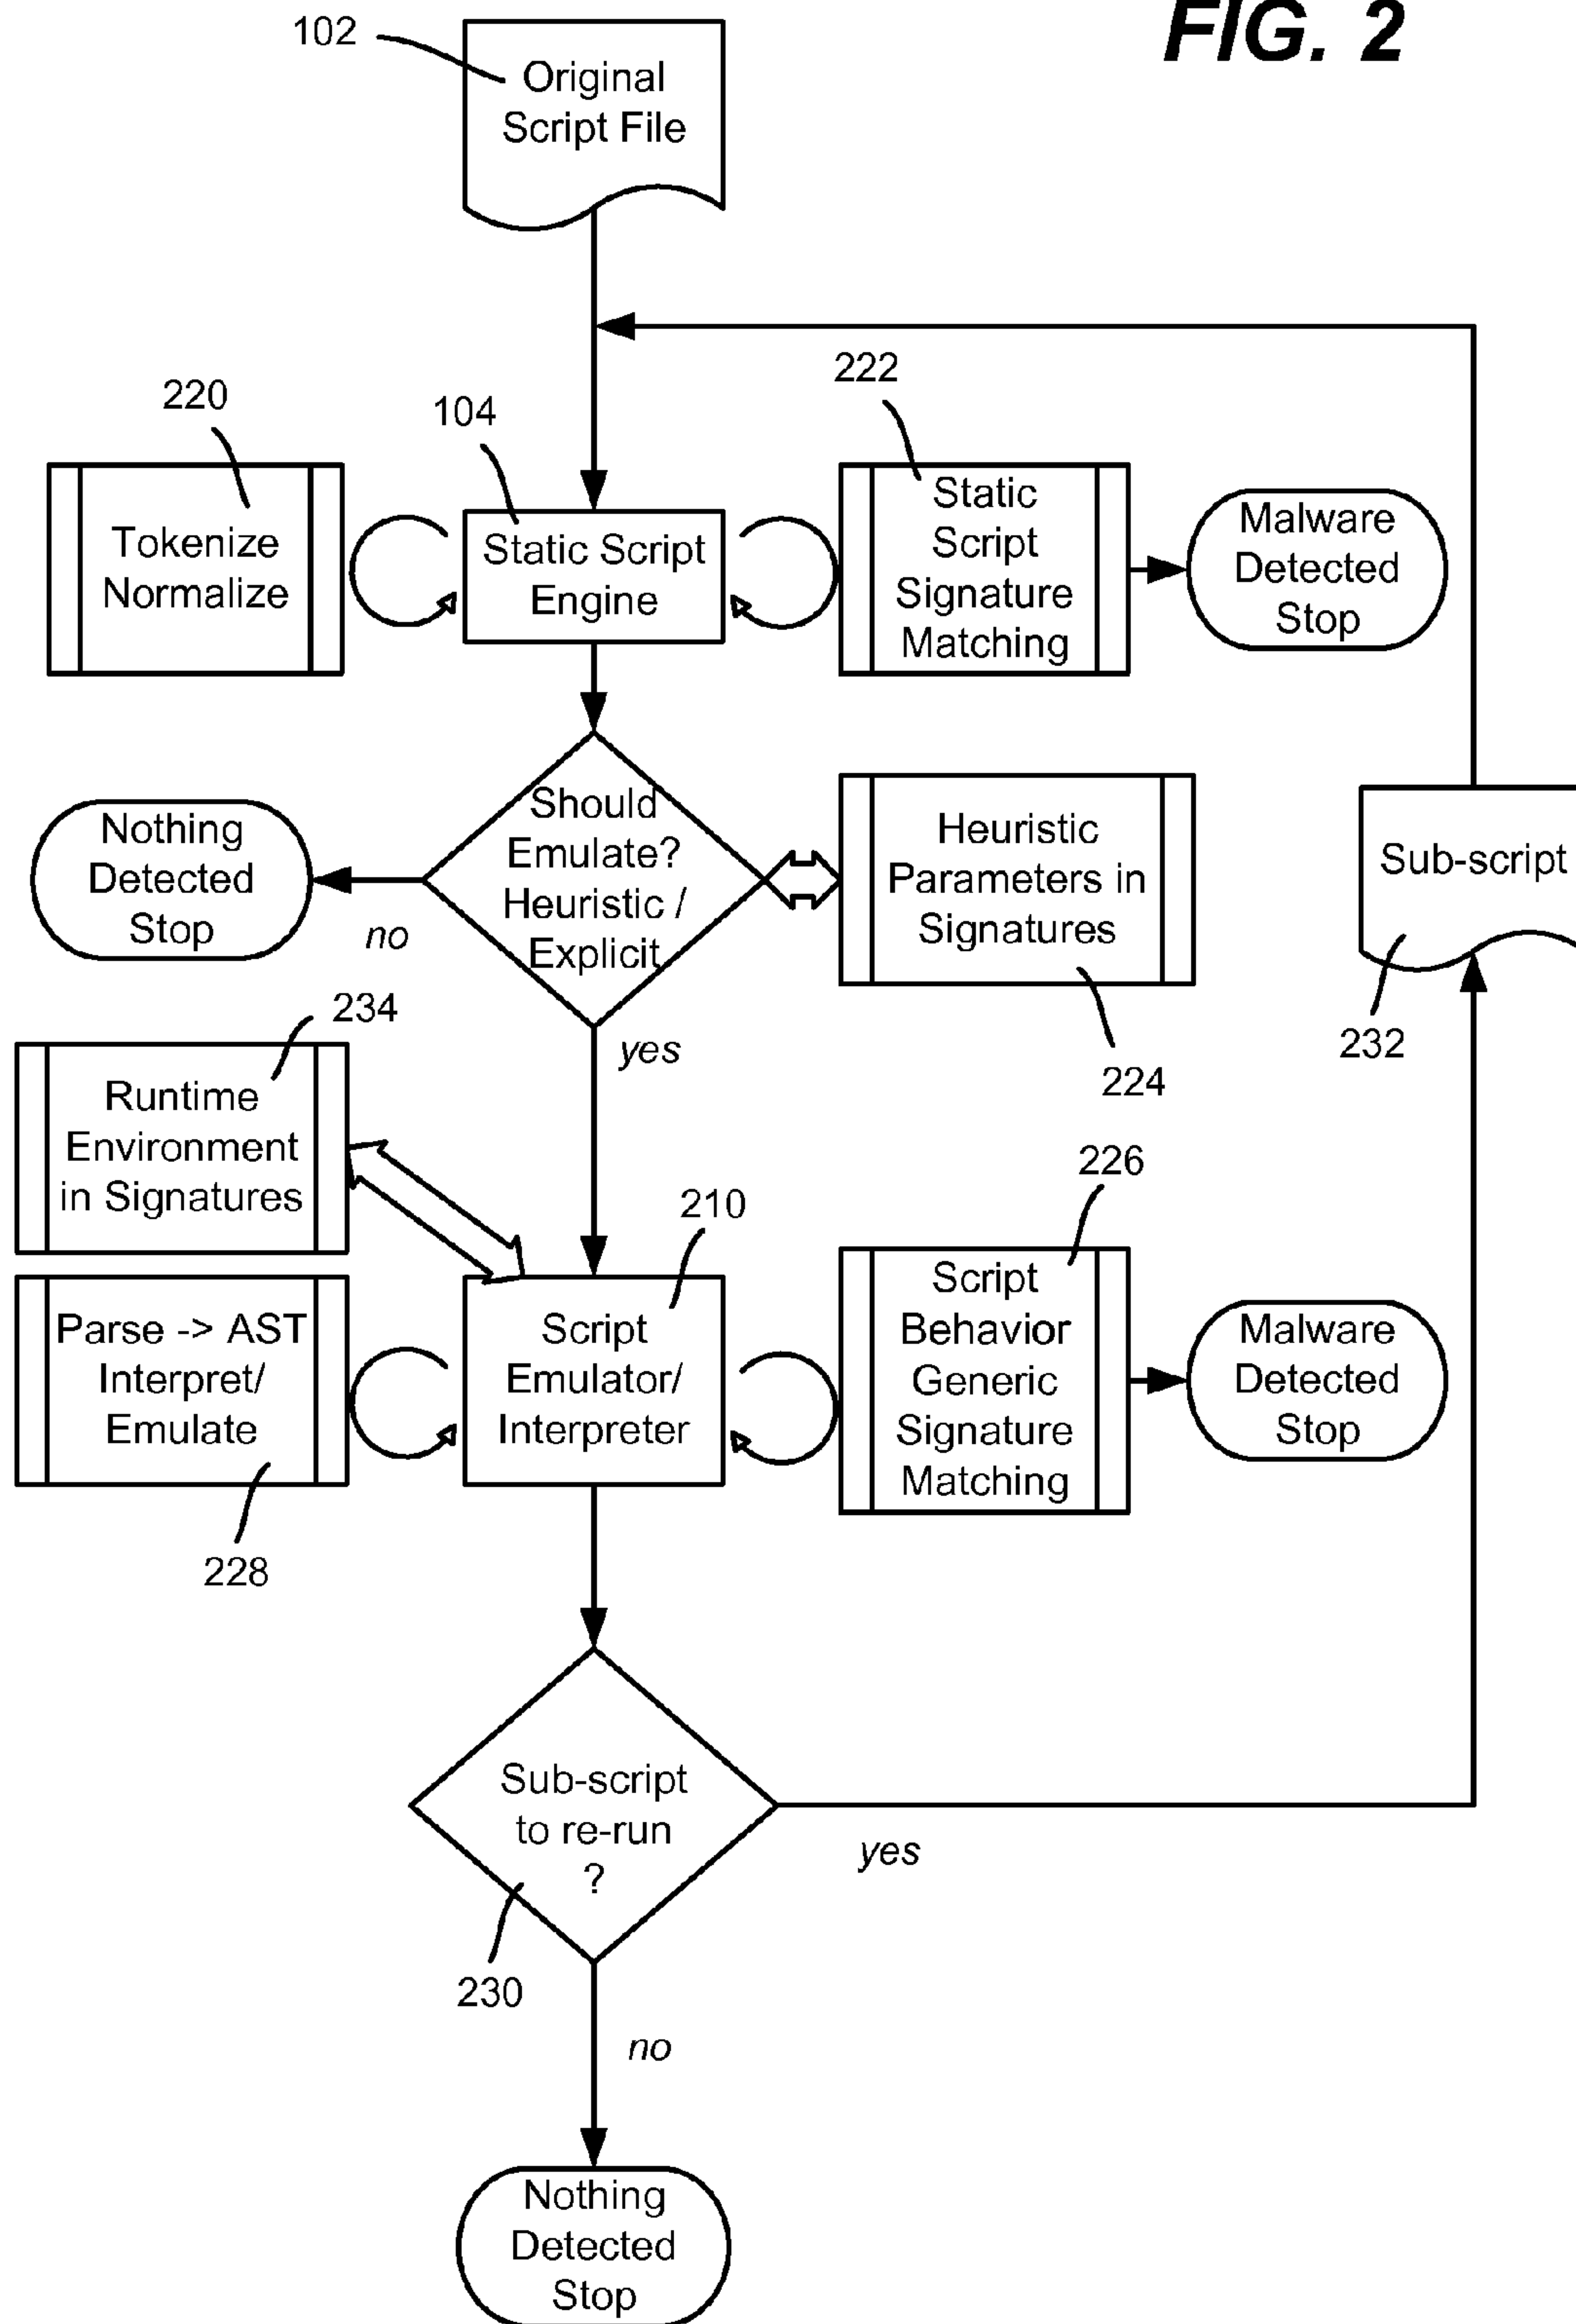 FIG. 2
102
Original
Script File
222
220
104
Tokenize
Normalize
Static Script
Engine
Static
Script
Signature
Matching
Malware
Detected
Stop
Nothing
Detected
Stop
no
Should
Emulate?
Heuristic /
Explicit
yes
Heuristic
Parameters in
Signatures
224
Sub-script
232
234
Runtime
Environment
in Signatures
210
226
Parse -> AST
Interpret/
Emulate
228
Script
Emulator/
Interpreter
Script
Behavior
Generic
Signature
Matching
Malware
Detected
Stop
Sub-script
to re-run
?
yes
230
no
Nothing
Detected
Stop